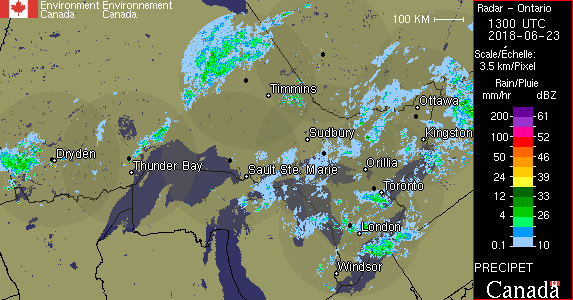 Environment Environnement
Canada Canada
100 KM
Timmins
Ottawa
Sudbury
Kingston
Dryden
Thunder Bay
Sault Ste. Marie
Orillia
Toronto
London
Windsor
Radar - Ontario
1300 UTC
2018-06-23
Scale/Échelle:
3.5 km/Pixel
Rain/Pluie
mm/hr dBZ
200 61
100 56
100 52
50 46
24 39
12 33
4 26
0.1 10
PRECIPET
Canada